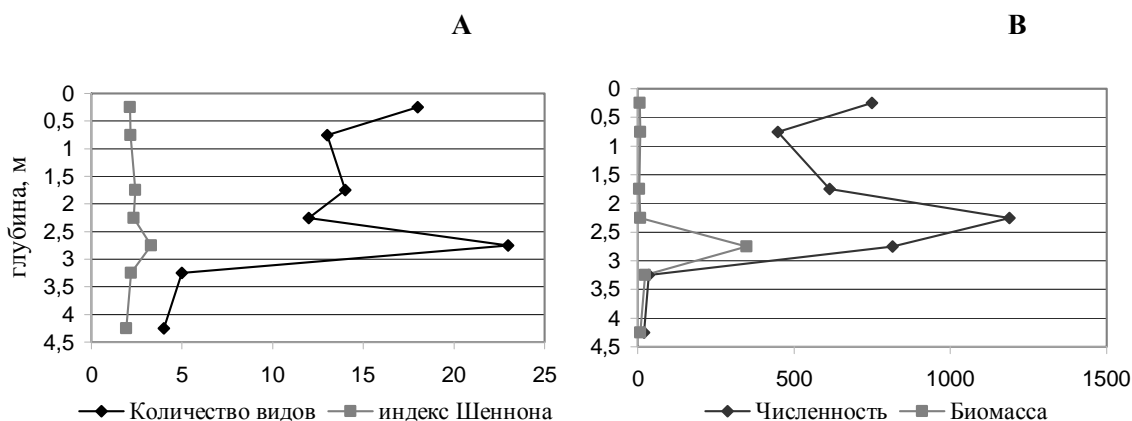 А
В
глубина, м
0
0,5
1
1,5
2
2,5
3
3,5
4
4,5
0 5 10 15 20 25
Количество видов индекс Шеннона
0
0,5
1
1,5
2
2,5
3
3,5
4
4,5
0 500 1000 1500
Численность Биомасса